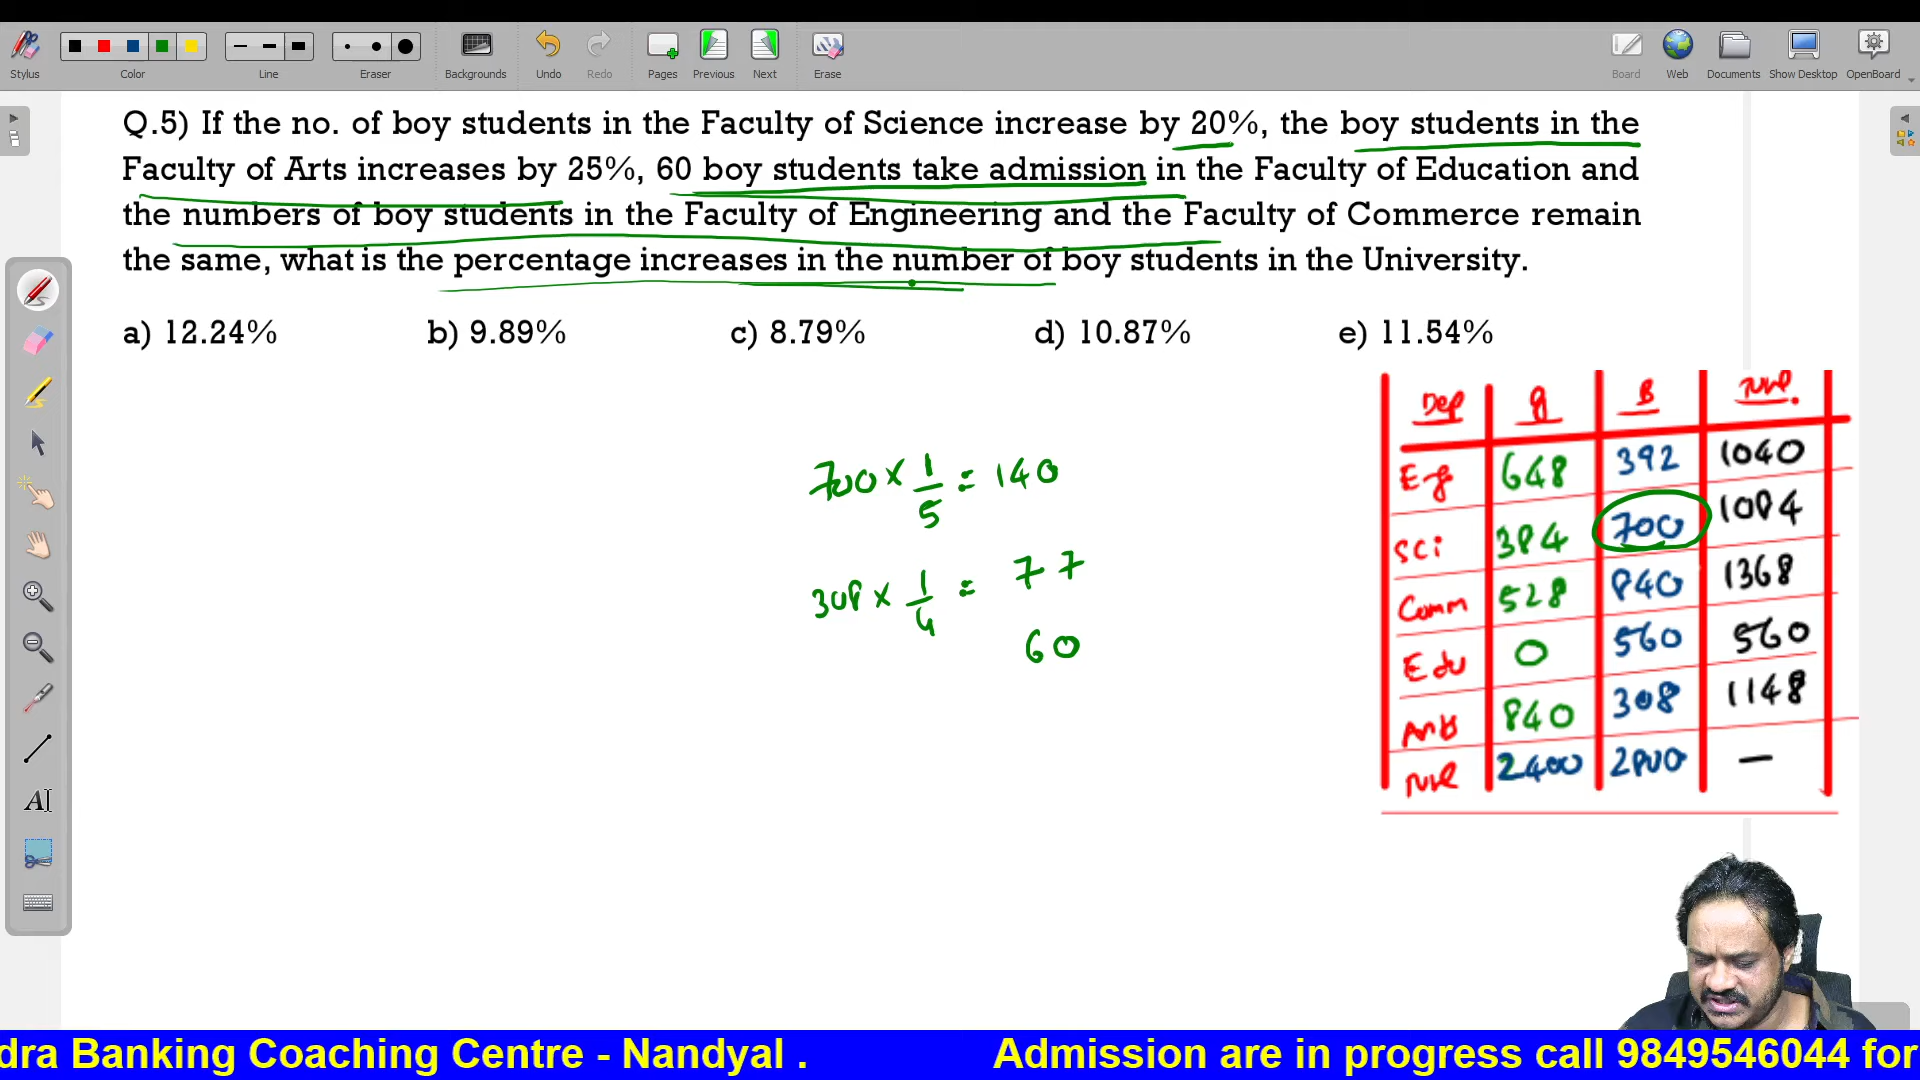 Stylus
Color
Line
Eraser
Backgrounds
Undo
Redo
Pages
Previous
Next
Erase
Board
Web
Documents
Show Desktop
OpenBoard
Q.5) If the no. of boy students in the Faculty of Science increase by 20%, the boy students in the
Faculty of Arts increases by 25%, 60 boy students take admission in the Faculty of Education and
the numbers of boy students in the Faculty of Engineering and the Faculty of Commerce remain
the same, what is the percentage increases in the number of boy students in the University.
a) 12.24% b) 9.89% c) 8.79% d) 10.87% e) 11.54%
700 × 1/5 = 140
308 × 1/4 = 77
60
Dep g B
Eg 648 392 1040
Sci 384 700 1084
Comm 528 840 1368
Edu 0 560 560
Arts 840 308 1148
2400 2800 —
AI
dra Banking Coaching Centre - Nandyal . Admission are in progress call 9849546044 for